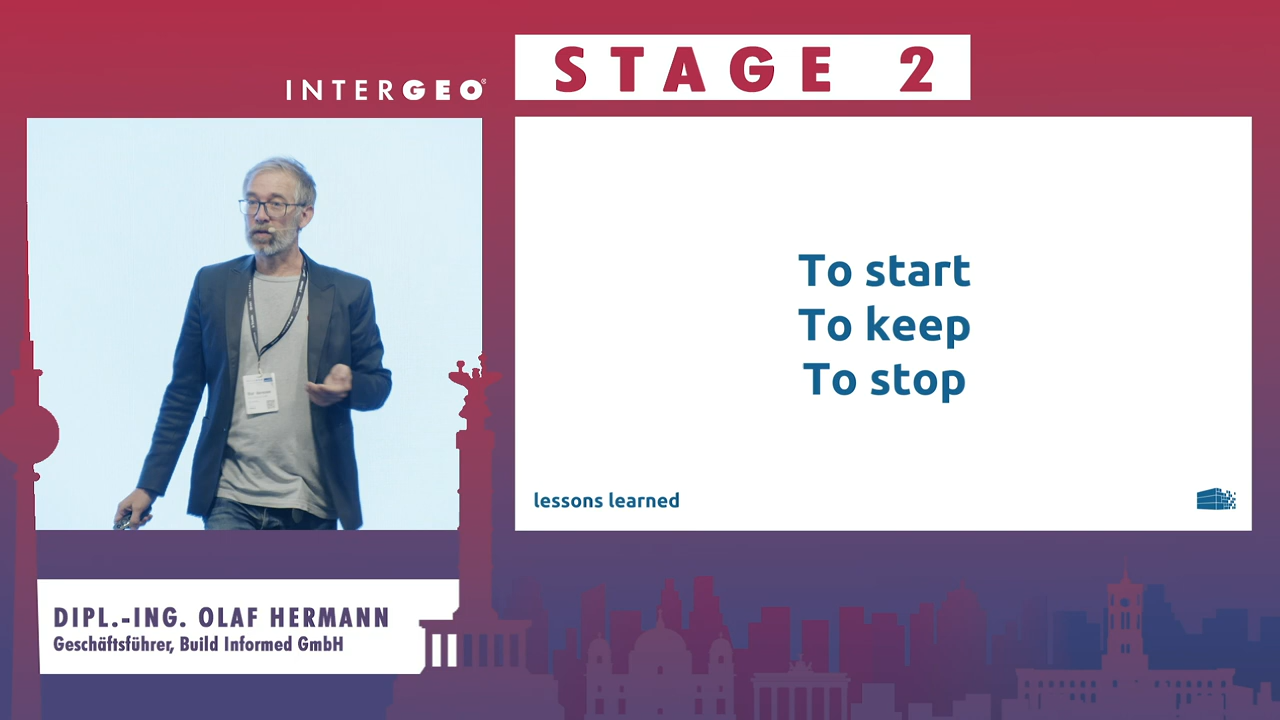 INTERGEO®
STAGE 2
To start
To keep
To stop
lessons learned
DIPL.-ING. OLAF HERMANN
Geschäftsführer, Build Informed GmbH